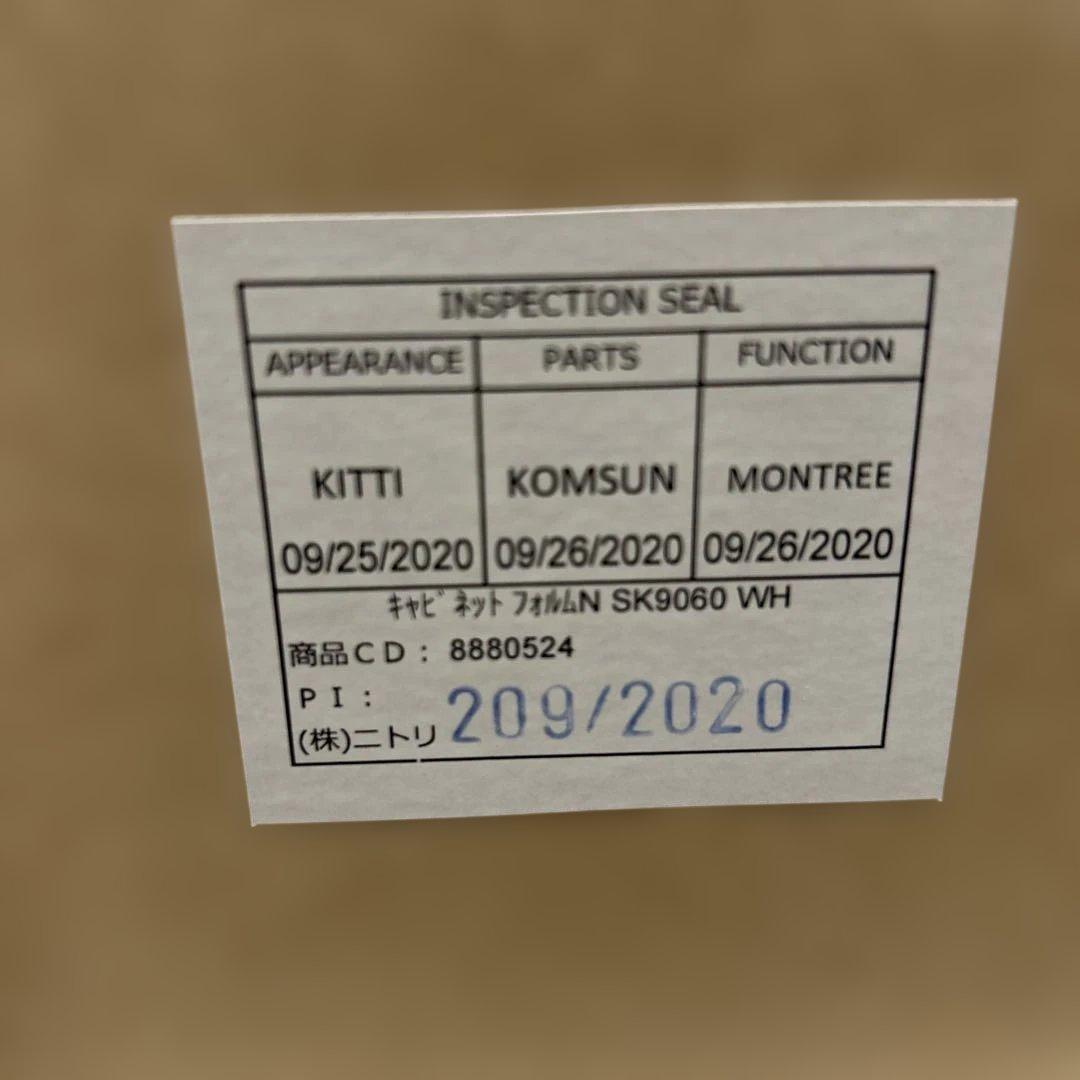 INSPECTION SEAL
APPEARANCE PARTS FUNCTION
KITTI KOMSUN MONTREE
09/25/2020 09/26/2020 09/26/2020
ｷｬﾋﾞﾈｯﾄ ﾌｫﾙﾑN SK9060 WH
商品ＣＤ： 8880524
ＰＩ： 209/2020
(株)ニトリ